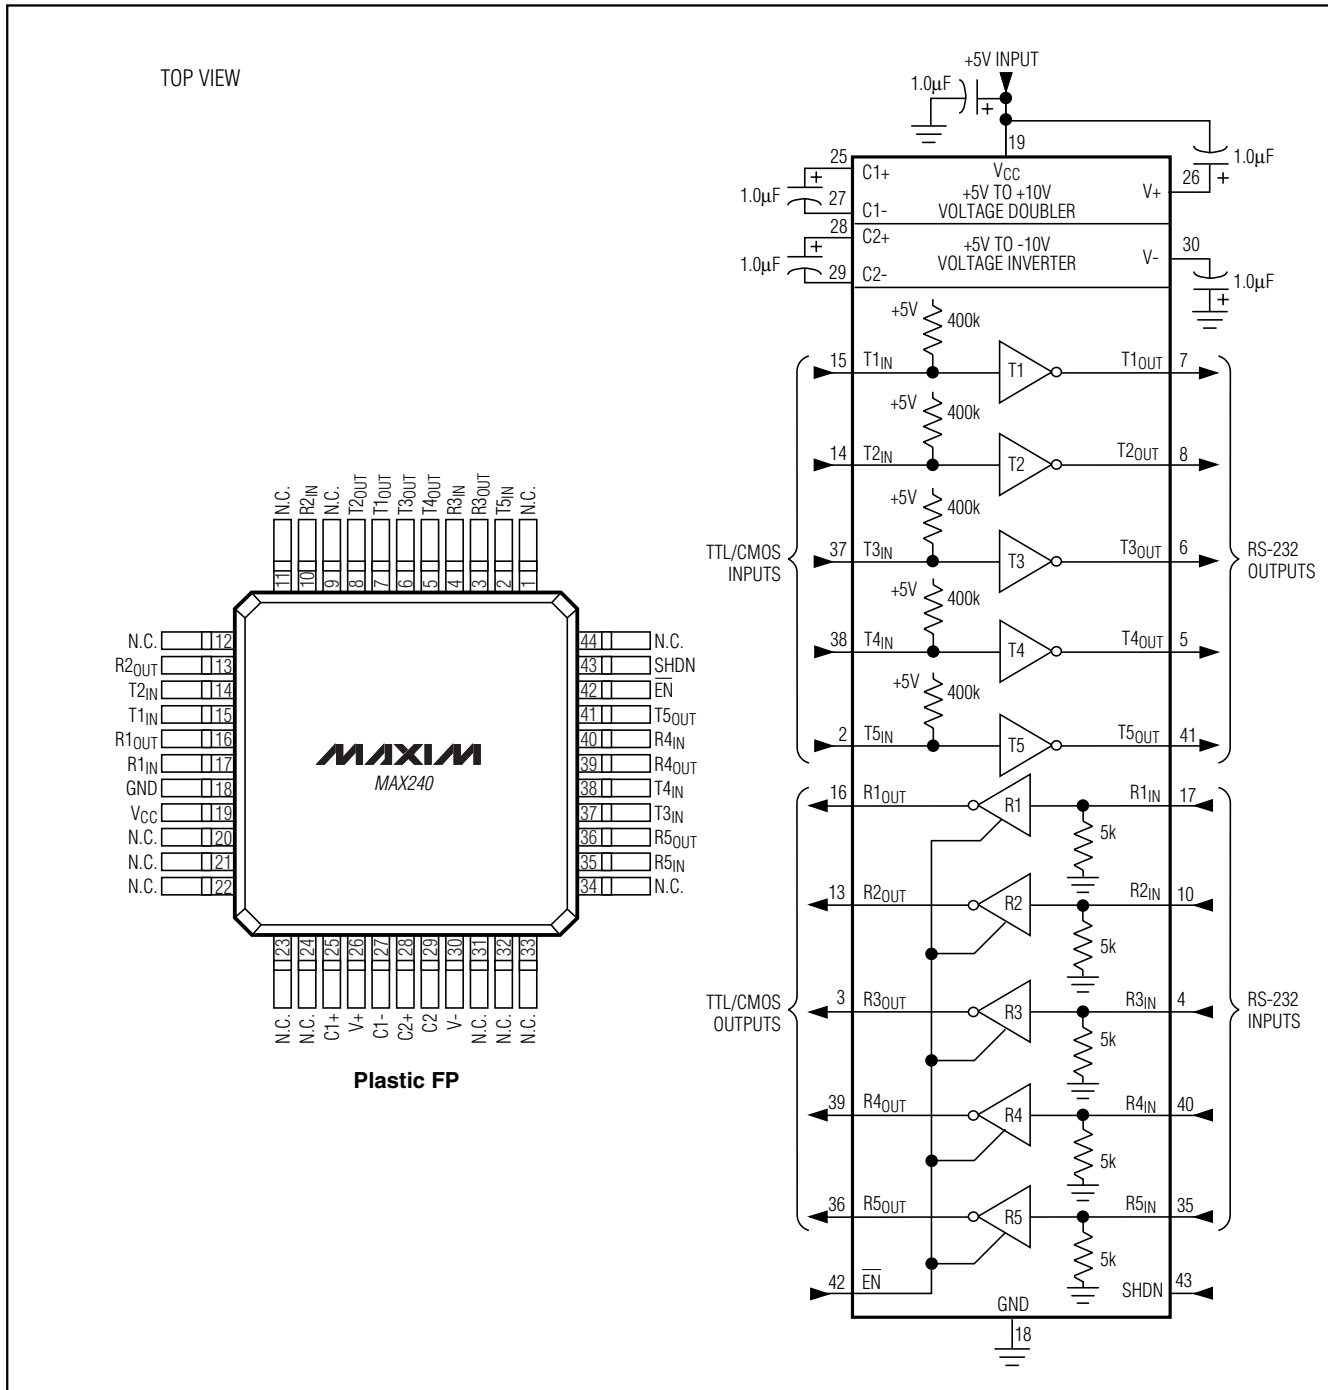 TOP VIEW
N.C.
R2IN
N.C.
T2OUT
T1OUT
T3OUT
T4OUT
R3IN
R3OUT
T5IN
N.C.
11
10
9
8
7
6
5
4
3
2
1
N.C. 12
R2OUT 13
T2IN 14
T1IN 15
R1OUT 16
R1IN 17
GND 18
VCC 19
N.C. 20
N.C. 21
N.C. 22
MAXIM
MAX240
44 N.C.
43 SHDN
42 E̅N̅
41 T5OUT
40 R4IN
39 R4OUT
38 T4IN
37 T3IN
36 R5OUT
35 R5IN
34 N.C.
23
24
25
26
27
28
29
30
31
32
33
N.C.
N.C.
C1+
V+
C1-
C2+
C2
V-
N.C.
N.C.
N.C.
Plastic FP
+5V INPUT
1.0µF
+
19
1.0µF
+
25
C1+
VCC
+5V TO +10V
VOLTAGE DOUBLER
V+
26
1.0µF
+
27
C1-
28
C2+
+5V TO -10V
VOLTAGE INVERTER
V-
30
1.0µF
+
29
C2-
1.0µF
+
+5V
400k
15 T1IN T1 T1OUT 7
+5V
400k
14 T2IN T2 T2OUT 8
+5V
400k
TTL/CMOS
INPUTS
37 T3IN T3 T3OUT 6
RS-232
OUTPUTS
+5V
400k
38 T4IN T4 T4OUT 5
+5V
400k
2 T5IN T5 T5OUT 41
16 R1OUT R1 R1IN 17
5k
13 R2OUT R2 R2IN 10
5k
TTL/CMOS
OUTPUTS
3 R3OUT R3 R3IN 4
RS-232
INPUTS
5k
39 R4OUT R4 R4IN 40
5k
36 R5OUT R5 R5IN 35
5k
42 E̅N̅ SHDN 43
GND
18